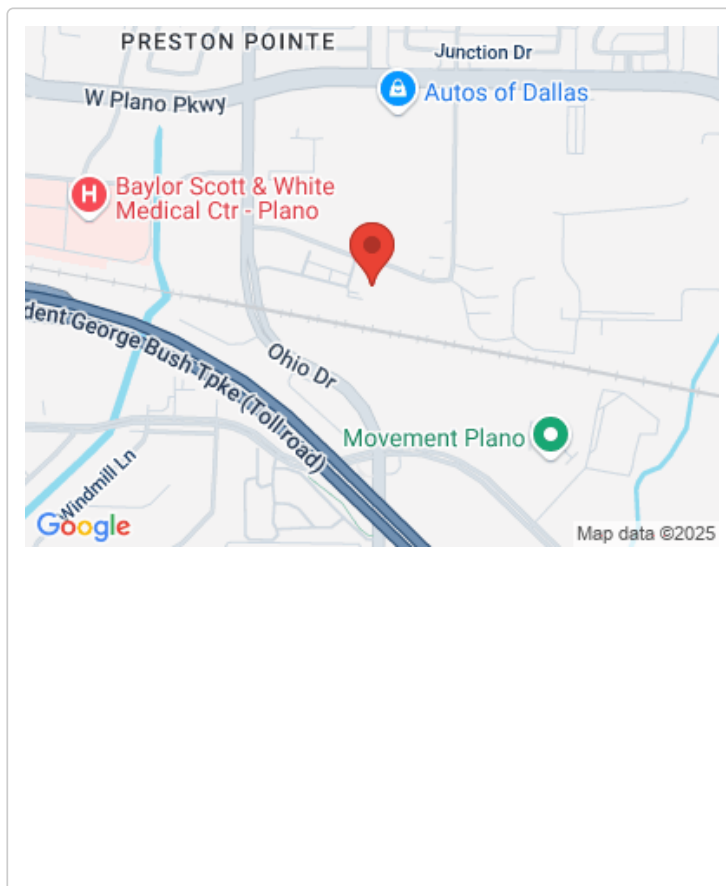 PRESTON POINTE
Junction Dr
W Plano Pkwy
Autos of Dallas
H
Baylor Scott & White
Medical Ctr - Plano
dent George Bush Tpke (Tollroad)
Ohio Dr
Movement Plano
Windmill Ln
Google
Map data ©2025